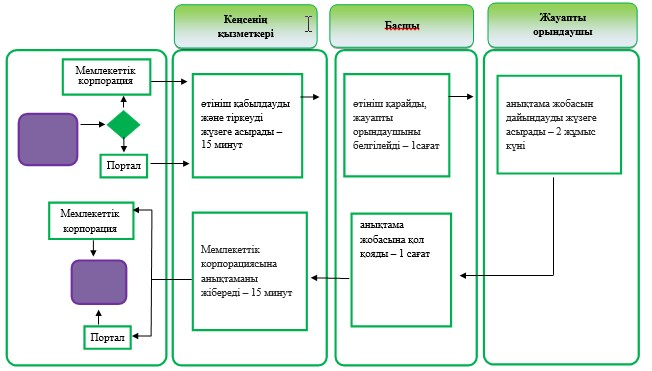 Кеңсенің
қызметкері
Басшы
Жауапты
орындаушы
Мемлекеттік
корпорация
Портал
өтініш қабылдауды
және тіркеуді
жүзеге асырады –
15 минут
өтініш қарайды,
жауапты
орындаушыны
белгілейді – 1сағат
анықтама жобасын
дайындауды жүзеге
асырады – 2 жұмыс
күні
Мемлекеттік
корпорация
Портал
Мемлекеттік
корпорациясына
анықтаманы
жібереді – 15 минут
анықтама
жобасына қол
қояды – 1 сағат